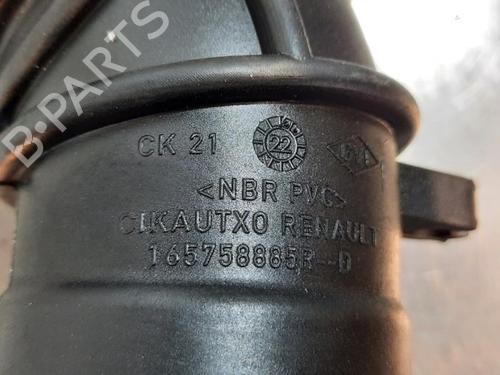 B-PARTS
CK 21
22
<NBR PVC>
CIKAUTXO RENAULT
165758885R--D